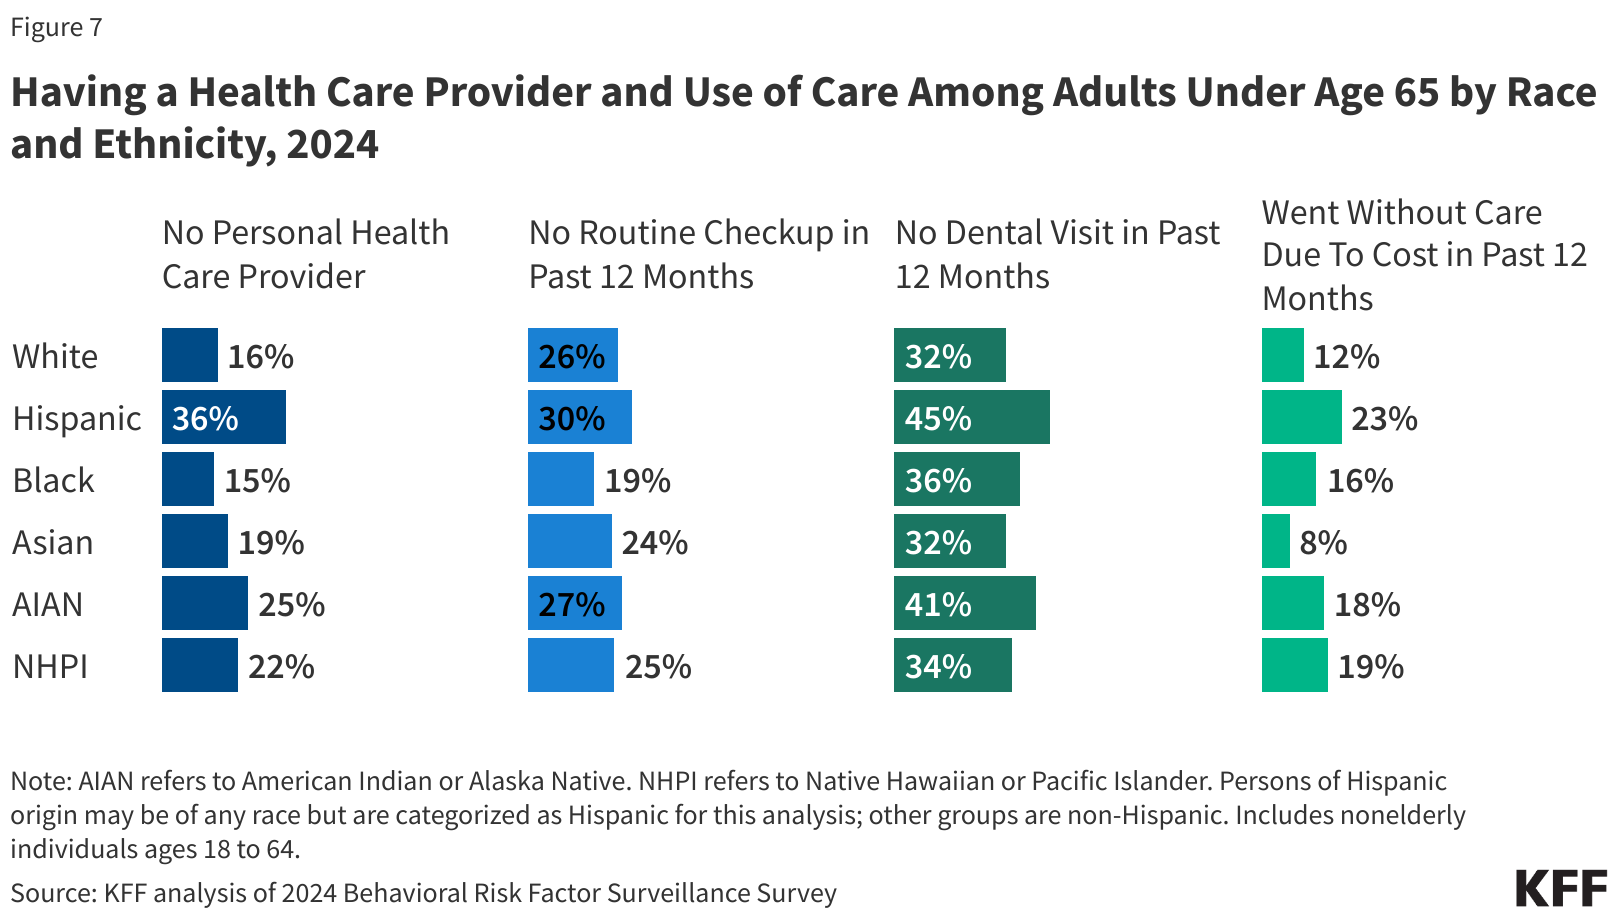 Figure 7
Having a Health Care Provider and Use of Care Among Adults Under Age 65 by Race
and Ethnicity, 2024
No Personal Health
Care Provider
No Routine Checkup in
Past 12 Months
No Dental Visit in Past
12 Months
Went Without Care
Due To Cost in Past 12
Months
White 16% 26% 32% 12%
Hispanic 36% 30% 45% 23%
Black 15% 19% 36% 16%
Asian 19% 24% 32% 8%
AIAN 25% 27% 41% 18%
NHPI 22% 25% 34% 19%
Note: AIAN refers to American Indian or Alaska Native. NHPI refers to Native Hawaiian or Pacific Islander. Persons of Hispanic
origin may be of any race but are categorized as Hispanic for this analysis; other groups are non-Hispanic. Includes nonelderly
individuals ages 18 to 64.
Source: KFF analysis of 2024 Behavioral Risk Factor Surveillance Survey
KFF